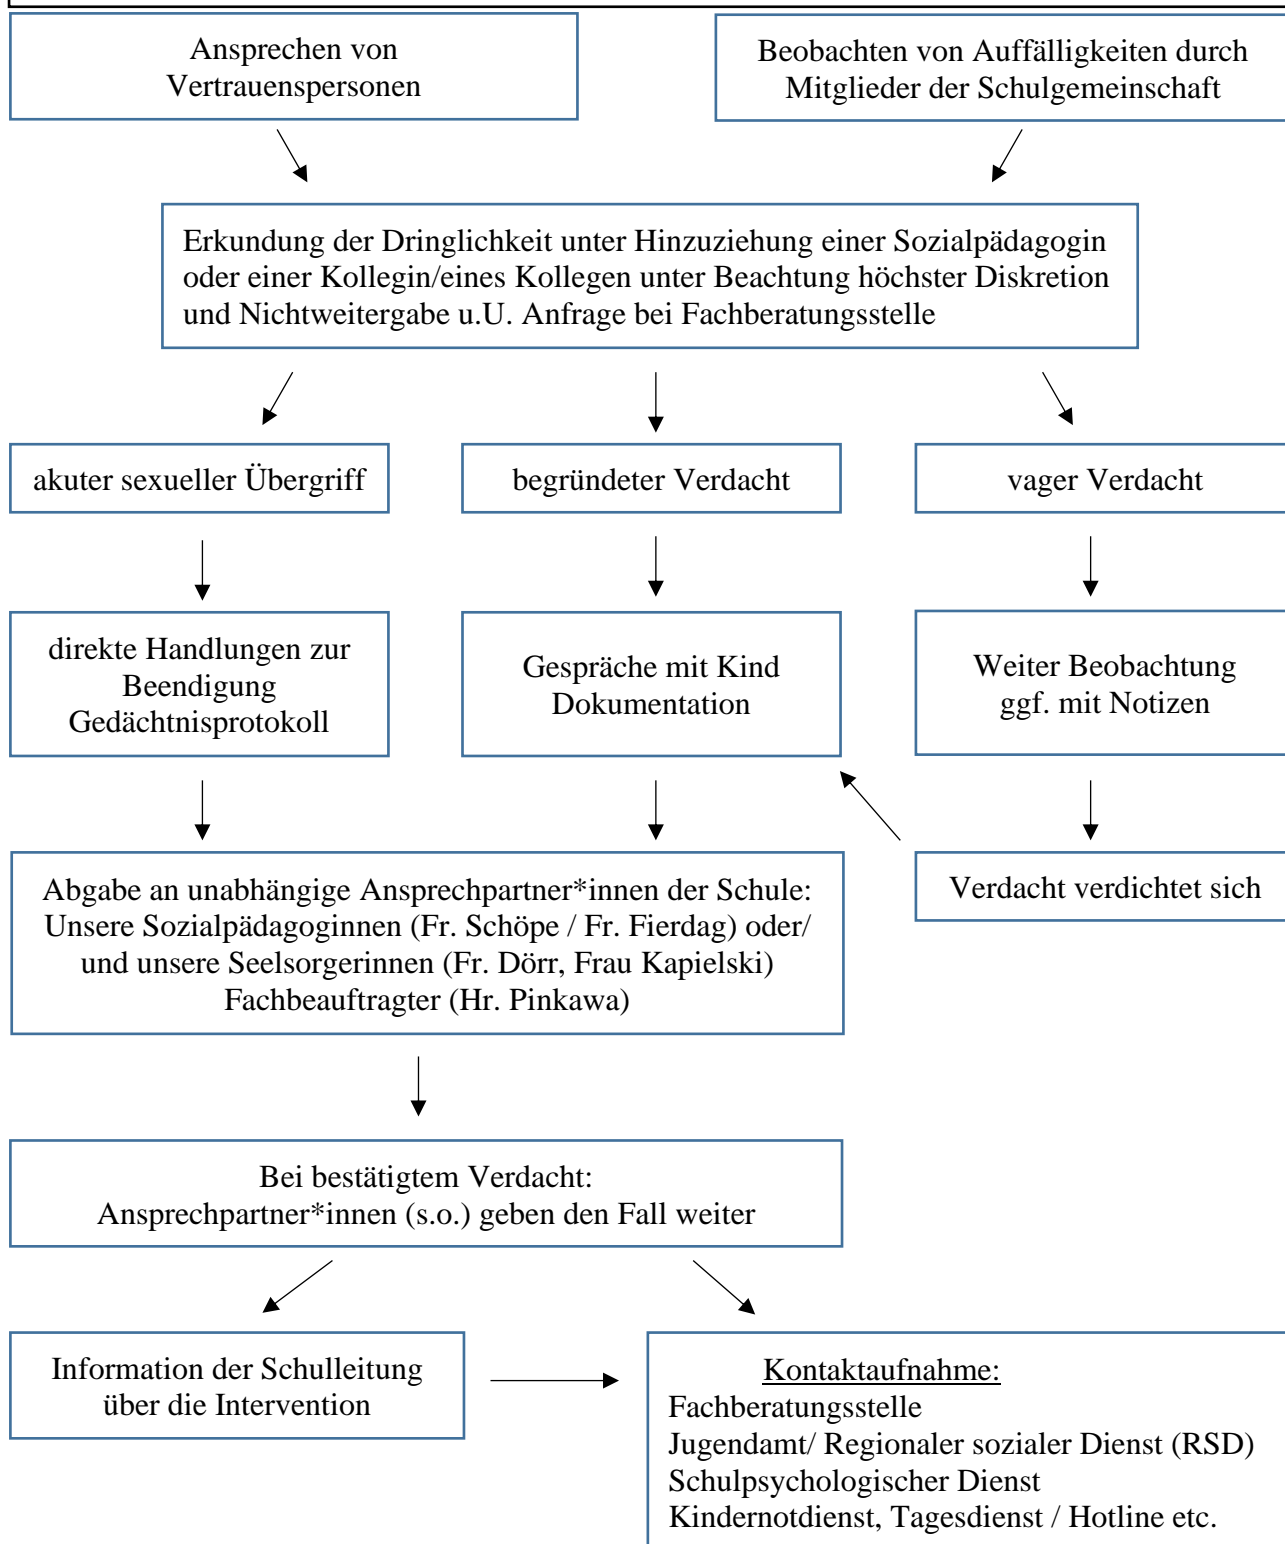 Ansprechen von
Vertrauenspersonen
Beobachten von Auffälligkeiten durch
Mitglieder der Schulgemeinschaft
Erkundung der Dringlichkeit unter Hinzuziehung einer Sozialpädagogin
oder einer Kollegin/eines Kollegen unter Beachtung höchster Diskretion
und Nichtweitergabe u.U. Anfrage bei Fachberatungsstelle
akuter sexueller Übergriff
begründeter Verdacht
vager Verdacht
direkte Handlungen zur
Beendigung
Gedächtnisprotokoll
Gespräche mit Kind
Dokumentation
Weiter Beobachtung
ggf. mit Notizen
Abgabe an unabhängige Ansprechpartner*innen der Schule:
Unsere Sozialpädagoginnen (Fr. Schöpe / Fr. Fierdag) oder/
und unsere Seelsorgerinnen (Fr. Dörr, Frau Kapielski)
Fachbeauftragter (Hr. Pinkawa)
Verdacht verdichtet sich
Bei bestätigtem Verdacht:
Ansprechpartner*innen (s.o.) geben den Fall weiter
Information der Schulleitung
über die Intervention
Kontaktaufnahme:
Fachberatungsstelle
Jugendamt/ Regionaler sozialer Dienst (RSD)
Schulpsychologischer Dienst
Kindernotdienst, Tagesdienst / Hotline etc.